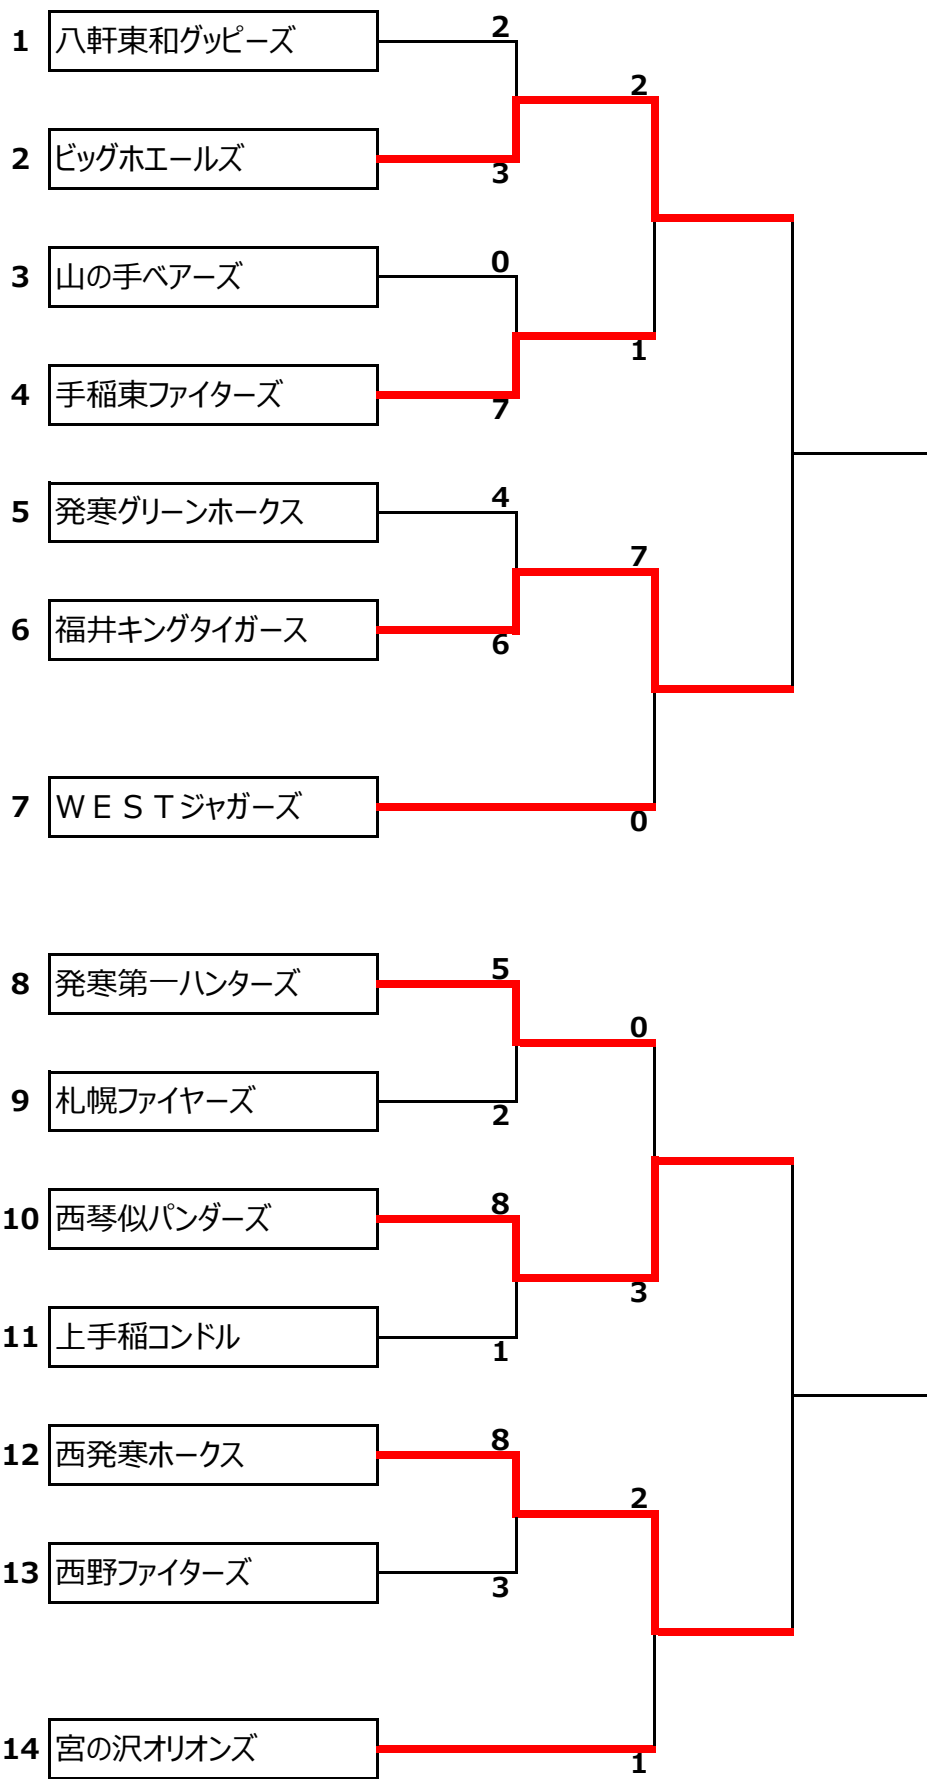 2
1 八軒東和グッピーズ
2
2 ビッグホエールズ
3
0
3 山の手ベアーズ
1
4 手稲東ファイターズ
7
4
5 発寒グリーンホークス
7
6 福井キングタイガース
6
7 ＷＥＳＴジャガーズ
0
5
8 発寒第一ハンターズ
0
9 札幌ファイヤーズ
2
8
10 西琴似パンダーズ
3
11 上手稲コンドル
1
8
12 西発寒ホークス
2
13 西野ファイターズ
3
14 宮の沢オリオンズ
1